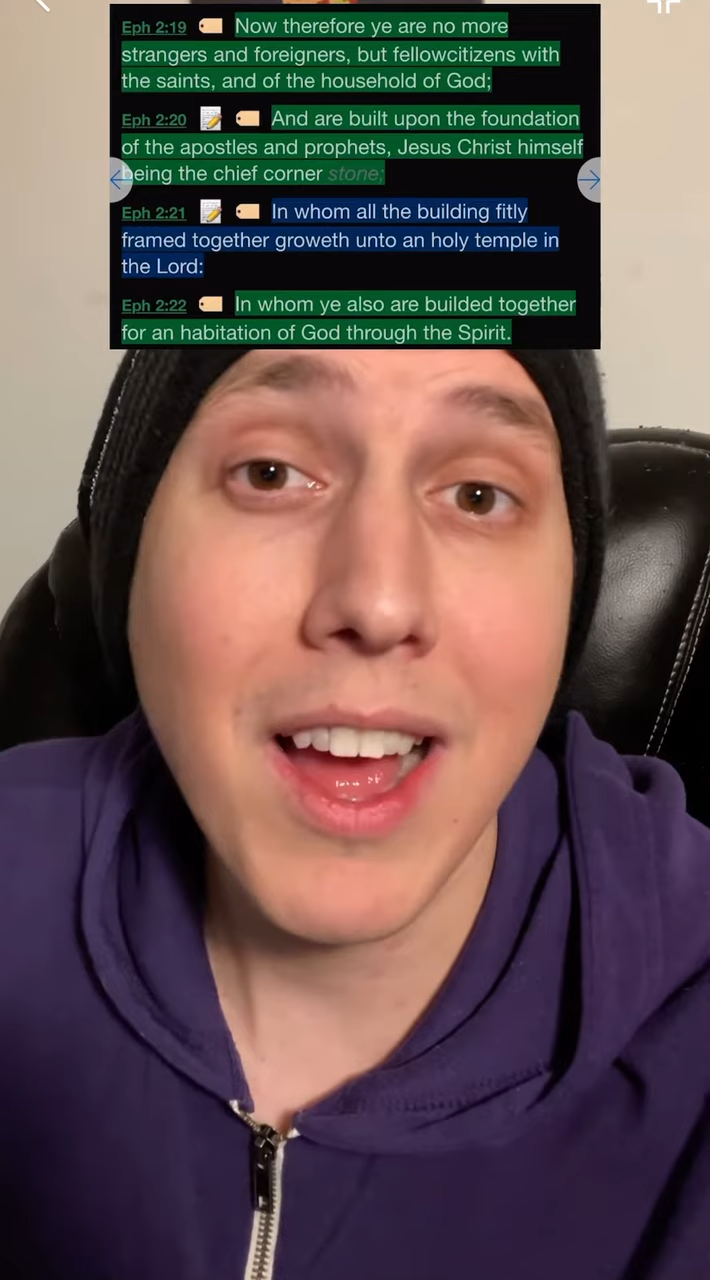 Eph 2:19 Now therefore ye are no more
strangers and foreigners, but fellowcitizens with
the saints, and of the household of God;
Eph 2:20 And are built upon the foundation
of the apostles and prophets, Jesus Christ himself
being the chief corner stone;
Eph 2:21 In whom all the building fitly
framed together groweth unto an holy temple in
the Lord:
Eph 2:22 In whom ye also are builded together
for an habitation of God through the Spirit.